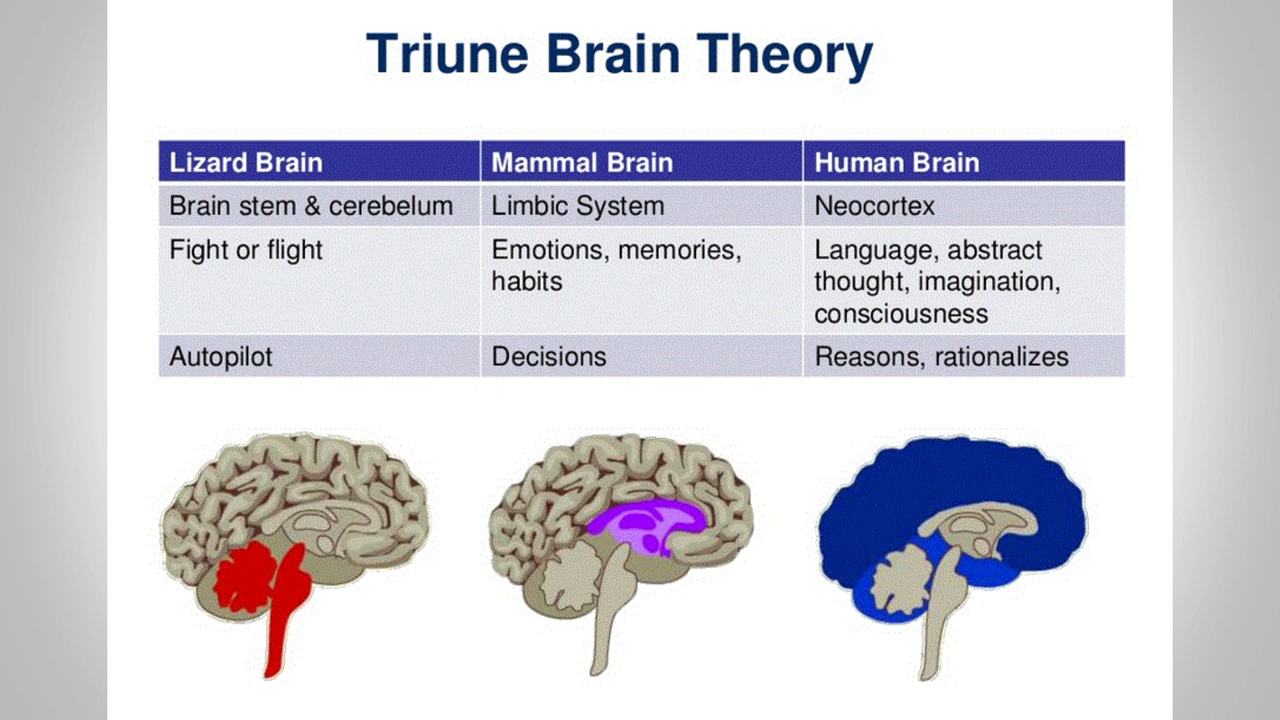 Triune Brain Theory
Lizard Brain
Mammal Brain
Human Brain
Brain stem & cerebelum
Limbic System
Neocortex
Fight or flight
Emotions, memories,
habits
Language, abstract
thought, imagination,
consciousness
Autopilot
Decisions
Reasons, rationalizes